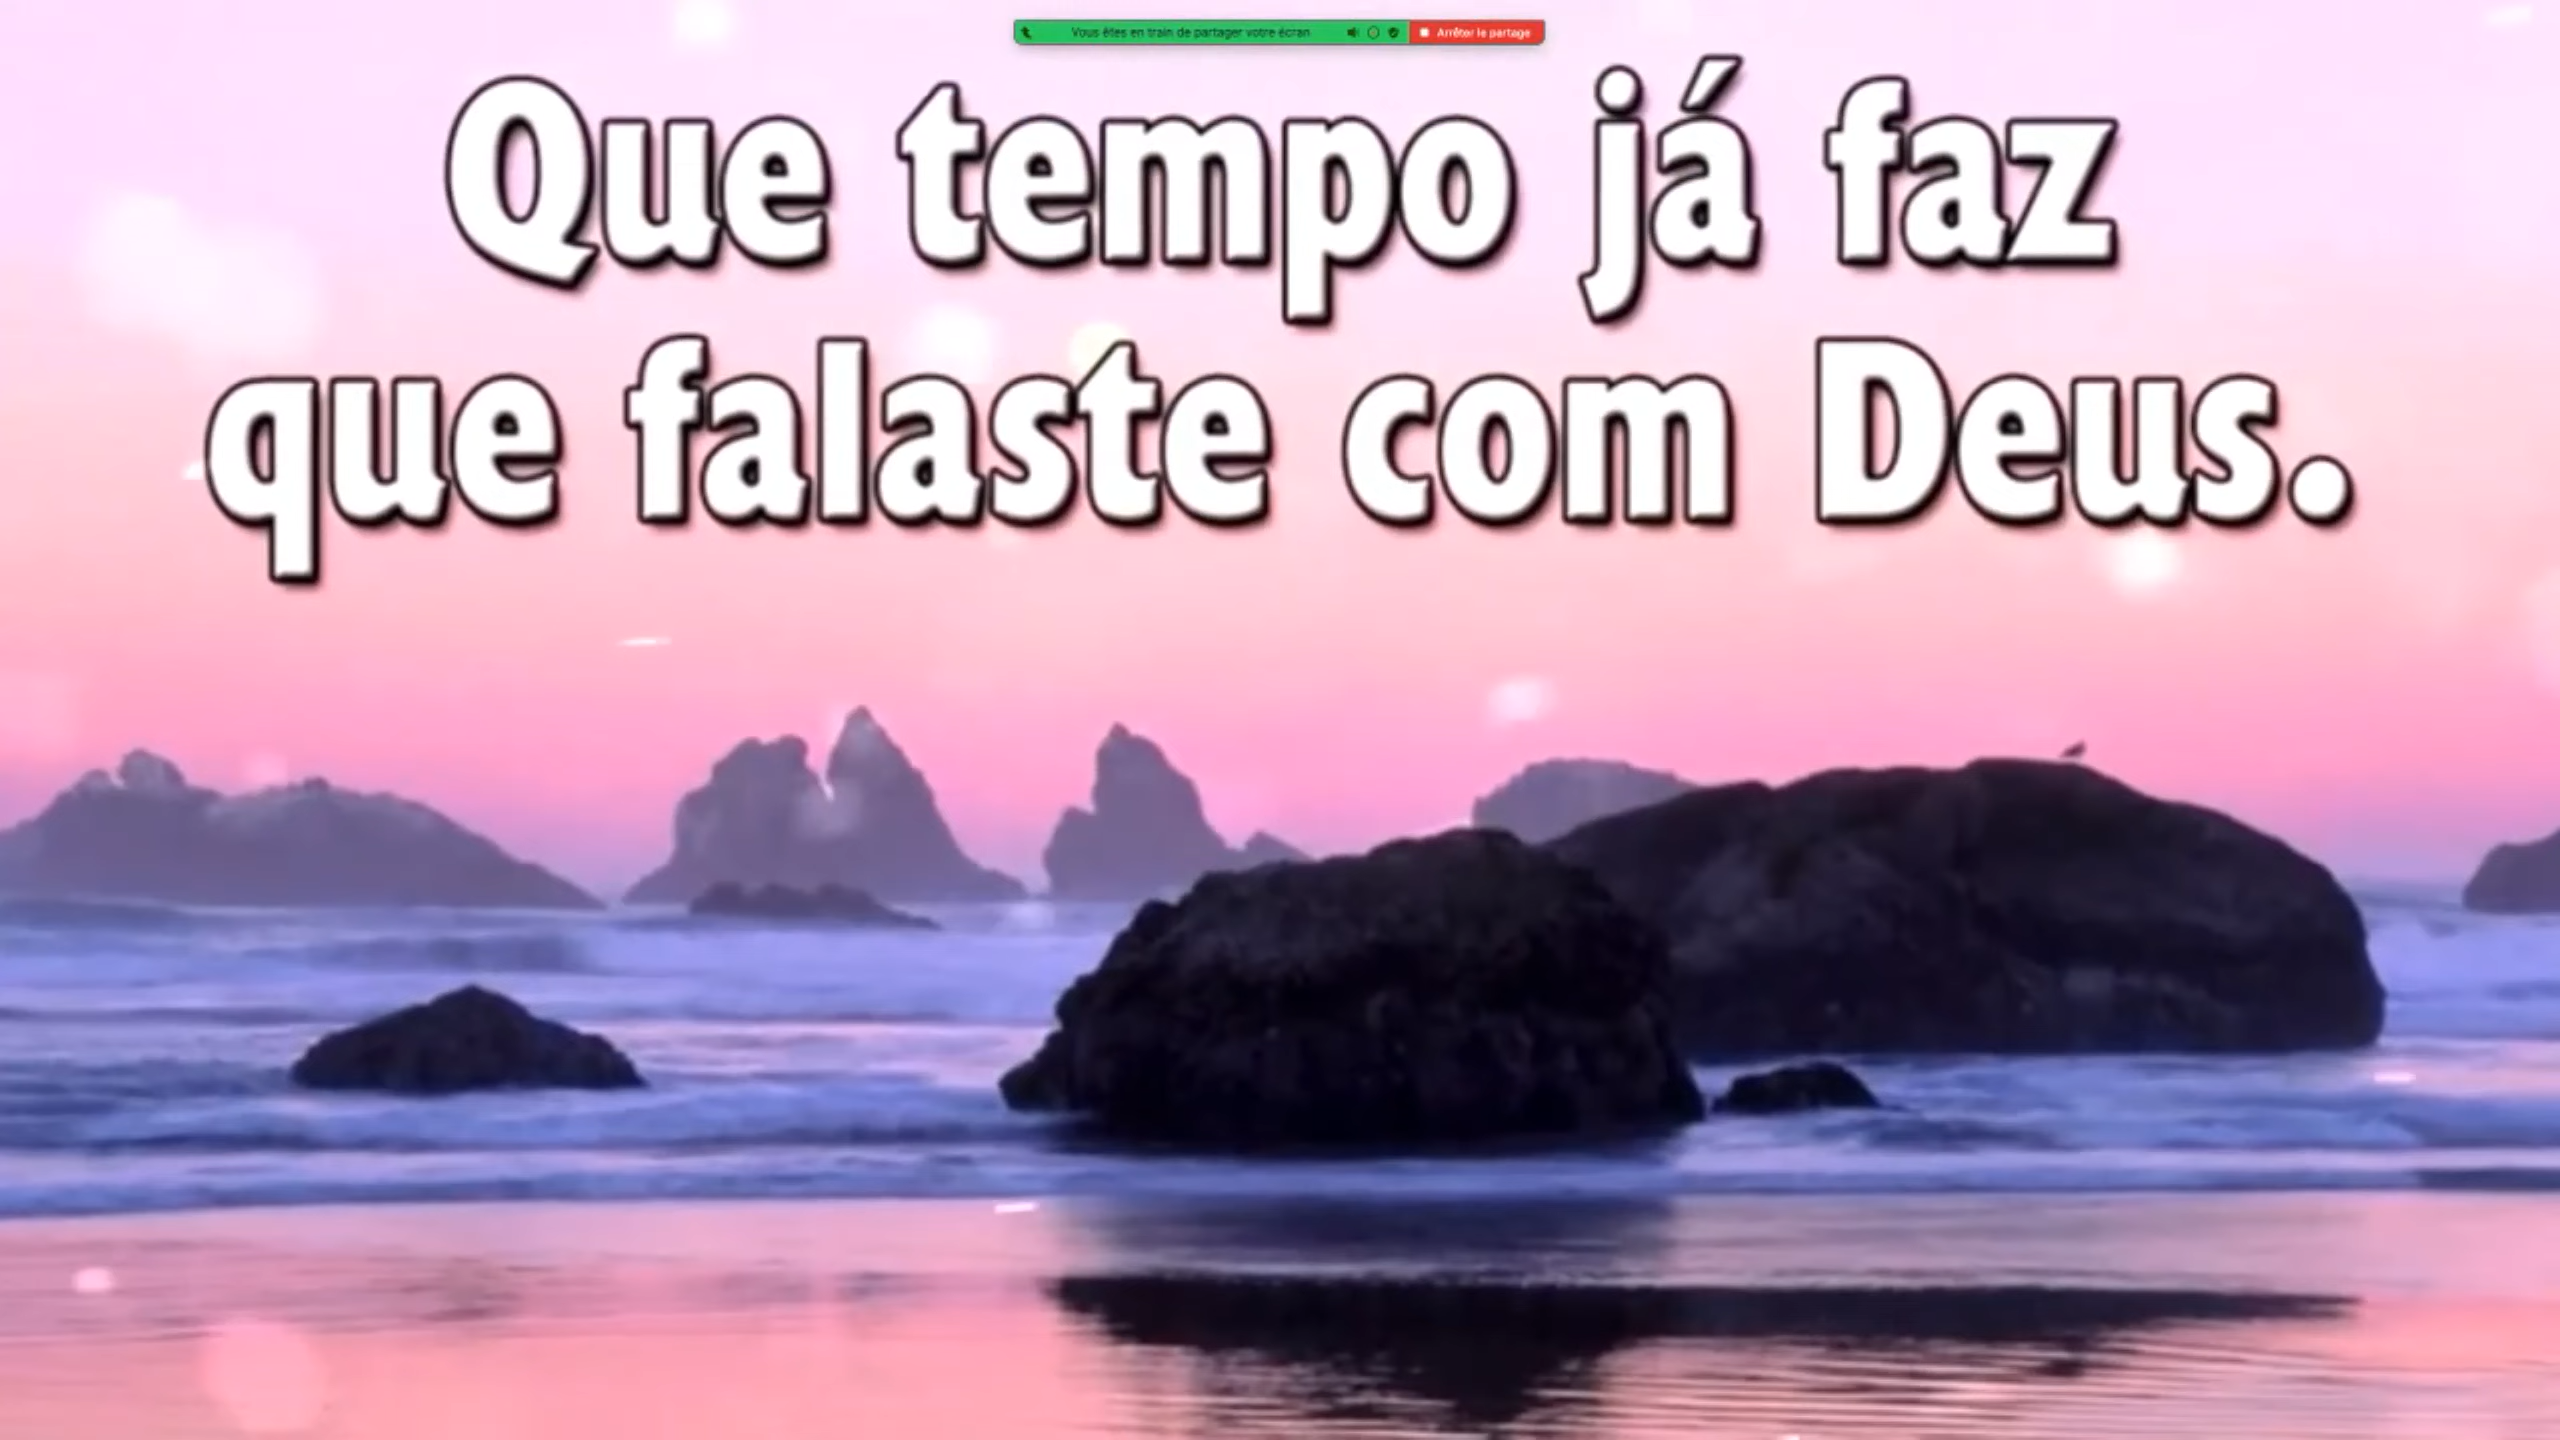 Vous êtes en train de partager votre écran Arrêter le partage
Que tempo já faz
que falaste com Deus.